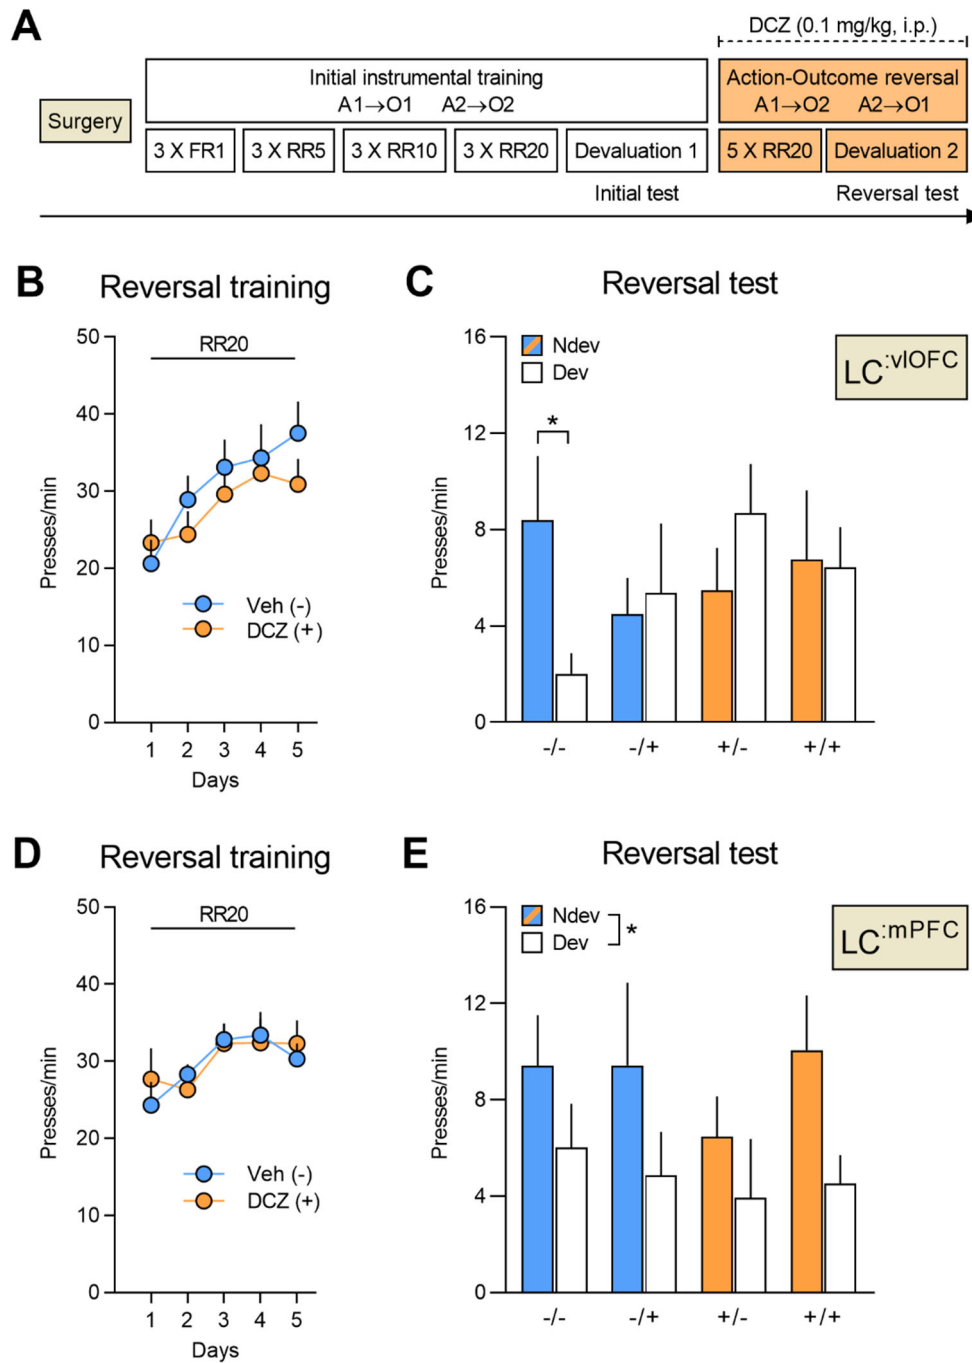 A
DCZ (0.1 mg/kg, i.p.)
Surgery
Initial instrumental training
A1→O1 A2→O2
Action-Outcome reversal
A1→O2 A2→O1
3 X FR1
3 X RR5
3 X RR10
3 X RR20
Devaluation 1
5 X RR20
Devaluation 2
Initial test
Reversal test
B
Reversal training
RR20
Presses/min
50
40
30
20
10
0
Veh (-)
DCZ (+)
1 2 3 4 5
Days
C
Reversal test
Ndev
Dev
LC:vlOFC
*
Presses/min
16
12
8
4
0
-/- -/+ +/- +/+
D
Reversal training
RR20
Presses/min
50
40
30
20
10
0
Veh (-)
DCZ (+)
1 2 3 4 5
Days
E
Reversal test
Ndev
Dev
*
LC:mPFC
Presses/min
16
12
8
4
0
-/- -/+ +/- +/+